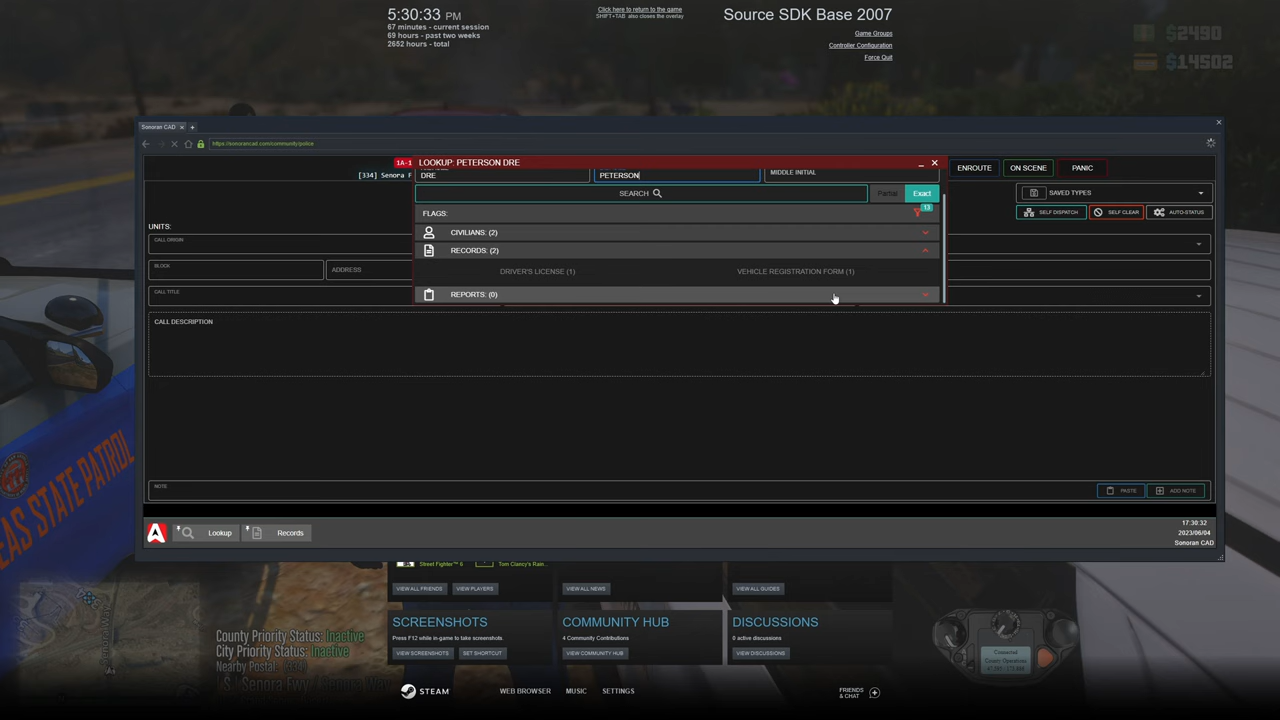 5:30:33 PM
67 minutes - current session
69 hours - past two weeks
2652 hours - total
Click here to return to the game
SHIFT+TAB also closes the overlay
Source SDK Base 2007
Game Groups
Controller Configuration
Force Quit
$2490
$14502
Sonoran CAD
https://sonorancad.com/community/police
1A-1
[334] Senora F
LOOKUP: PETERSON DRE
DRE
PETERSON
MIDDLE INITIAL
SEARCH
Partial
Exact
FLAGS:
13
CIVILIANS: (2)
RECORDS: (2)
DRIVER'S LICENSE (1)
VEHICLE REGISTRATION FORM (1)
REPORTS: (0)
ENROUTE
ON SCENE
PANIC
SAVED TYPES
SELF DISPATCH
SELF CLEAR
AUTO-STATUS
UNITS:
CALL ORIGIN
BLOCK
ADDRESS
CALL TITLE
CALL DESCRIPTION
NOTE
PASTE
ADD NOTE
Lookup
Records
17:30:32
2023/06/04
Sonoran CAD
EAS STATE PATROL
Street Fighter™ 6
Tom Clancy's Rain..
VIEW ALL FRIENDS
VIEW PLAYERS
VIEW ALL NEWS
VIEW ALL GUIDES
SCREENSHOTS
Press F12 while in-game to take screenshots.
VIEW SCREENSHOTS
SET SHORTCUT
COMMUNITY HUB
4 Community Contributions
VIEW COMMUNITY HUB
DISCUSSIONS
0 active discussions
VIEW DISCUSSIONS
County Priority Status: Inactive
City Priority Status: Inactive
Nearby Postal: (334)
Connected
County Operations
STEAM
WEB BROWSER
MUSIC
SETTINGS
FRIENDS
& CHAT